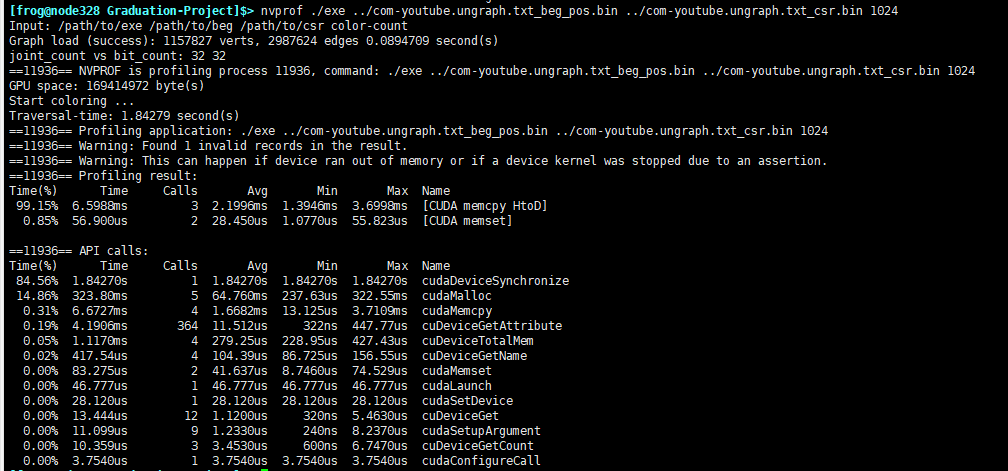 [frog@node328 Graduation-Project]$> nvprof ./exe ../com-youtube.ungraph.txt_beg_pos.bin ../com-youtube.ungraph.txt_csr.bin 1024
Input: /path/to/exe /path/to/beg /path/to/csr color-count
Graph load (success): 1157827 verts, 2987624 edges 0.0894709 second(s)
joint_count vs bit_count: 32 32
==11936== NVPROF is profiling process 11936, command: ./exe ../com-youtube.ungraph.txt_beg_pos.bin ../com-youtube.ungraph.txt_csr.bin 1024
GPU space: 169414972 byte(s)
Start coloring ...
Traversal-time: 1.84279 second(s)
==11936== Profiling application: ./exe ../com-youtube.ungraph.txt_beg_pos.bin ../com-youtube.ungraph.txt_csr.bin 1024
==11936== Warning: Found 1 invalid records in the result.
==11936== Warning: This can happen if device ran out of memory or if a device kernel was stopped due to an assertion.
==11936== Profiling result:
Time(%) Time Calls Avg Min Max Name
99.15% 6.5988ms 3 2.1996ms 1.3946ms 3.6998ms [CUDA memcpy HtoD]
0.85% 56.900us 2 28.450us 1.0770us 55.823us [CUDA memset]
==11936== API calls:
Time(%) Time Calls Avg Min Max Name
84.56% 1.84270s 1 1.84270s 1.84270s 1.84270s cudaDeviceSynchronize
14.86% 323.80ms 5 64.760ms 237.63us 322.55ms cudaMalloc
0.31% 6.6727ms 4 1.6682ms 13.125us 3.7109ms cudaMemcpy
0.19% 4.1906ms 364 11.512us 322ns 447.77us cuDeviceGetAttribute
0.05% 1.1170ms 4 279.25us 228.95us 427.43us cuDeviceTotalMem
0.02% 417.54us 4 104.39us 86.725us 156.55us cuDeviceGetName
0.00% 83.275us 2 41.637us 8.7460us 74.529us cudaMemset
0.00% 46.777us 1 46.777us 46.777us 46.777us cudaLaunch
0.00% 28.120us 1 28.120us 28.120us 28.120us cudaSetDevice
0.00% 13.444us 12 1.1200us 320ns 5.4630us cuDeviceGet
0.00% 11.099us 9 1.2330us 240ns 8.2370us cudaSetupArgument
0.00% 10.359us 3 3.4530us 600ns 6.7470us cuDeviceGetCount
0.00% 3.7540us 1 3.7540us 3.7540us 3.7540us cudaConfigureCall